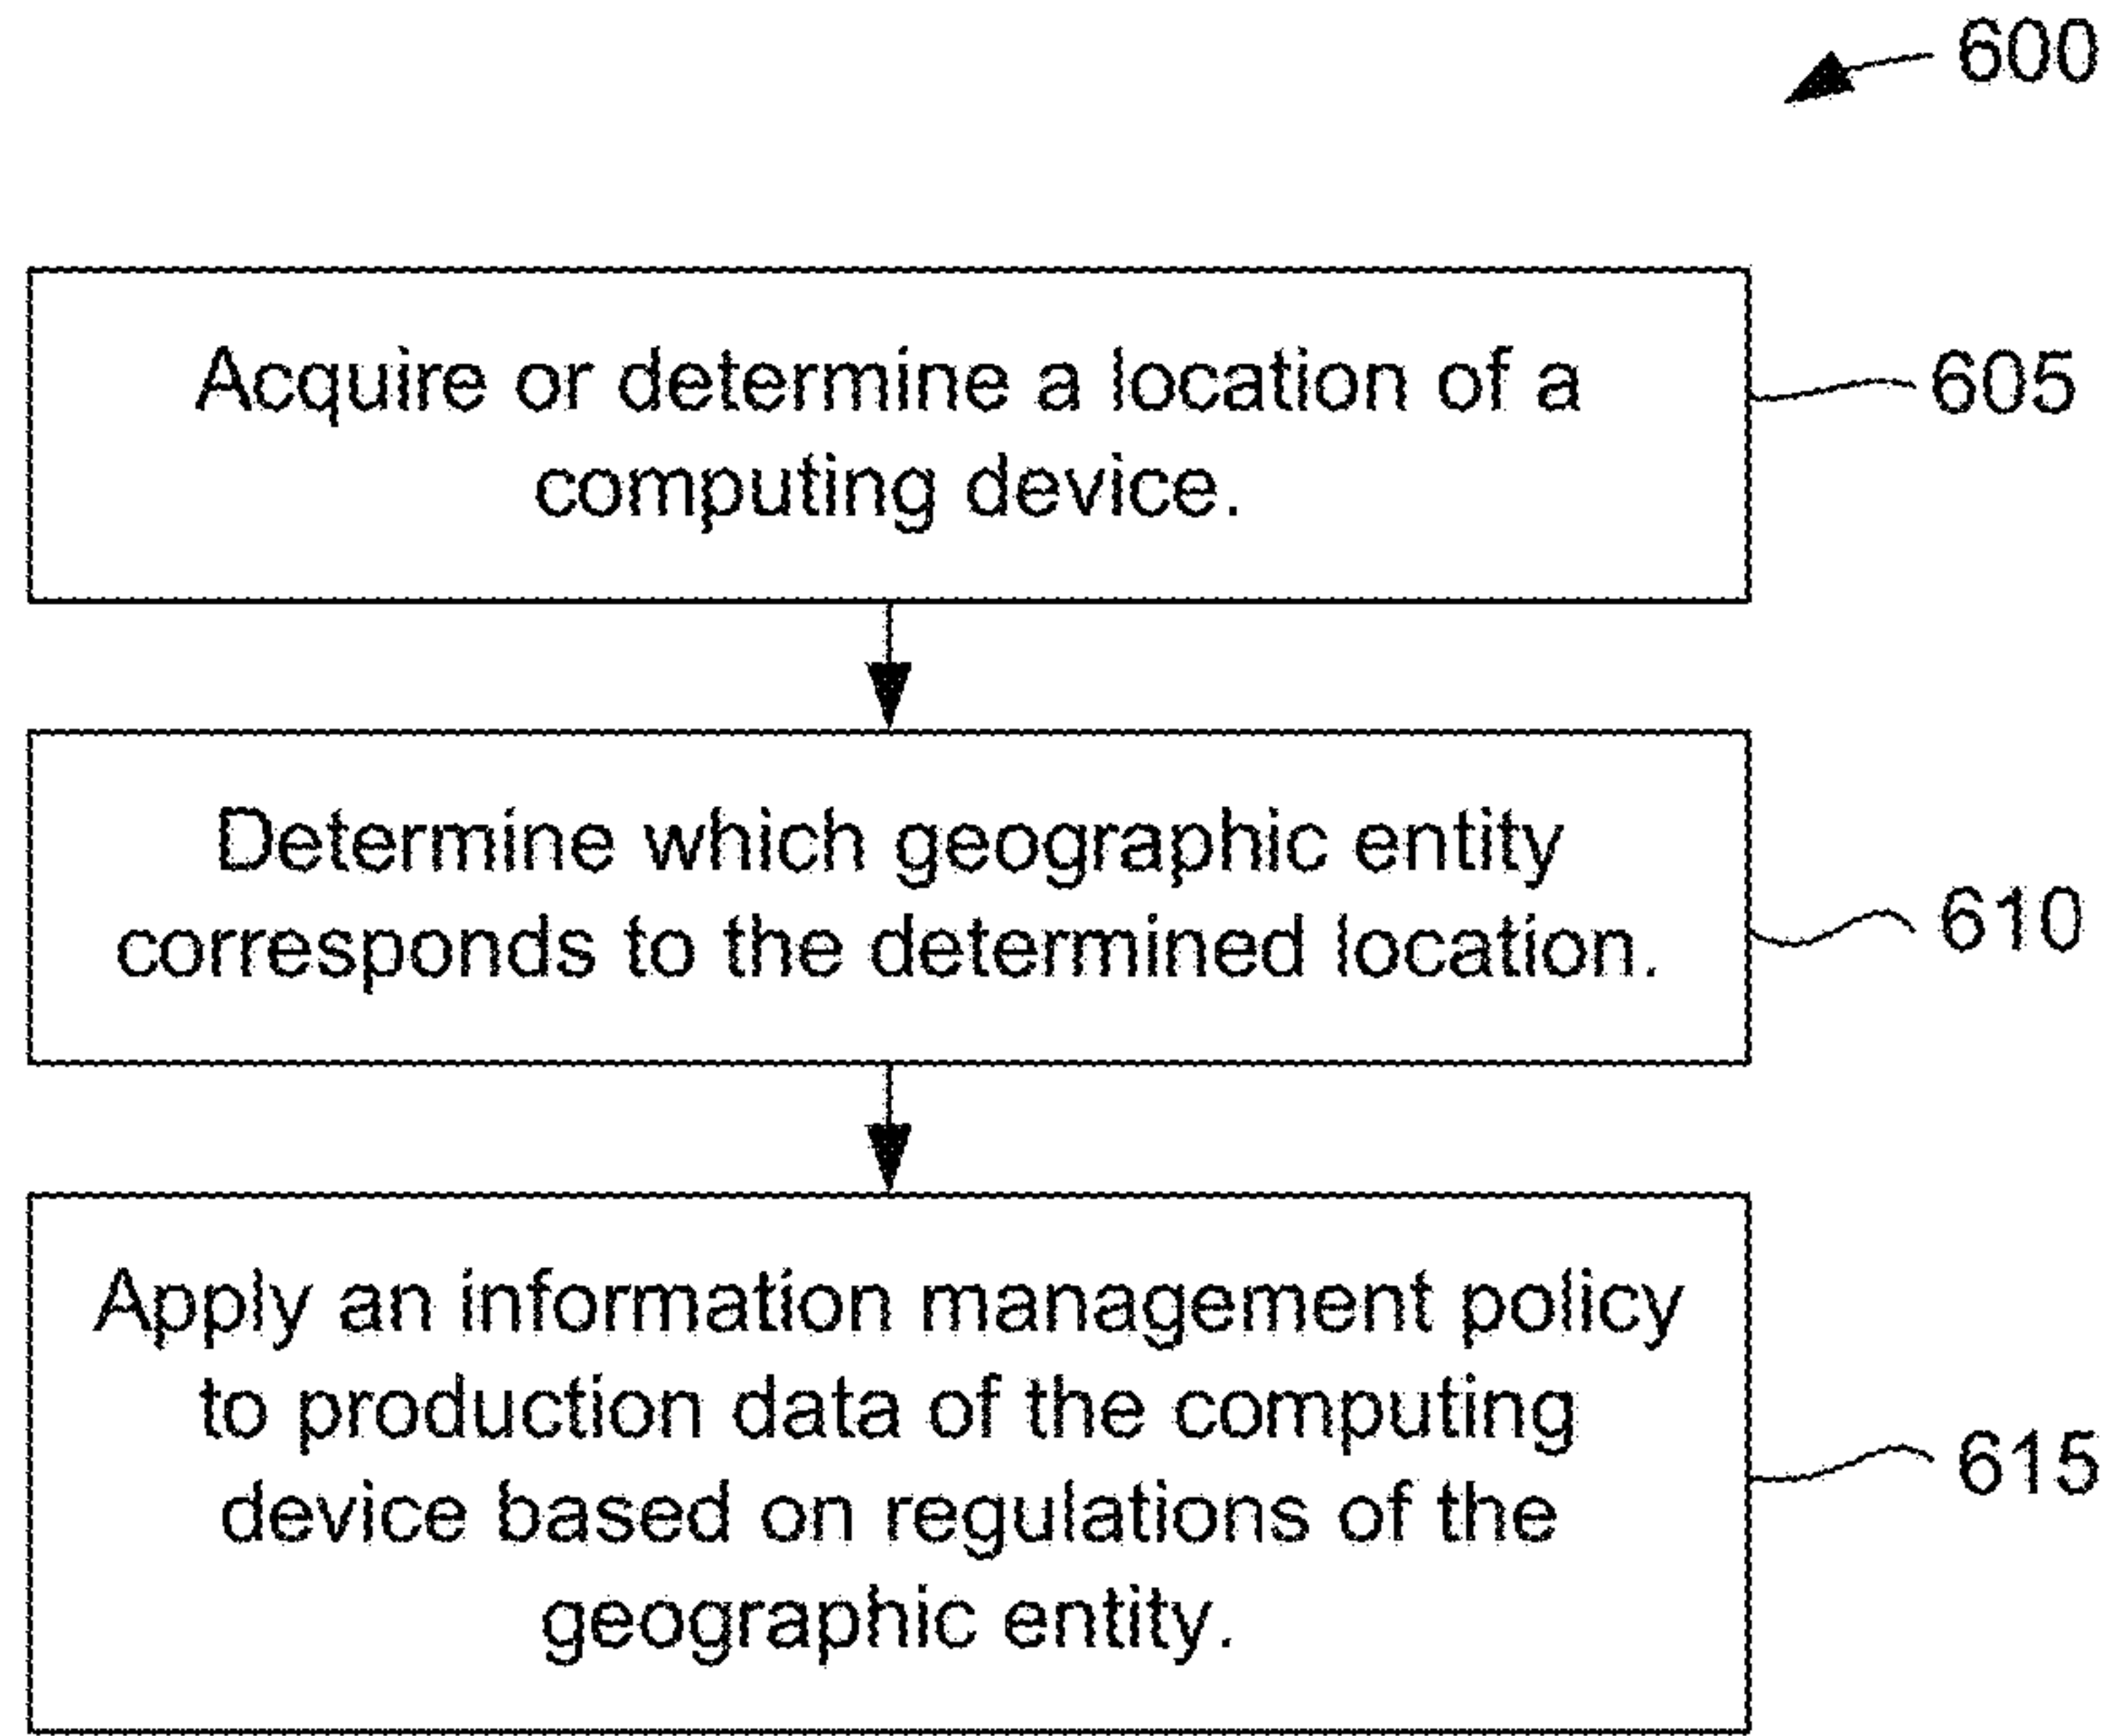 600
Acquire or determine a location of a
computing device.
605
Determine which geographic entity
corresponds to the determined location.
610
Apply an information management policy
to production data of the computing
device based on regulations of the
geographic entity.
615